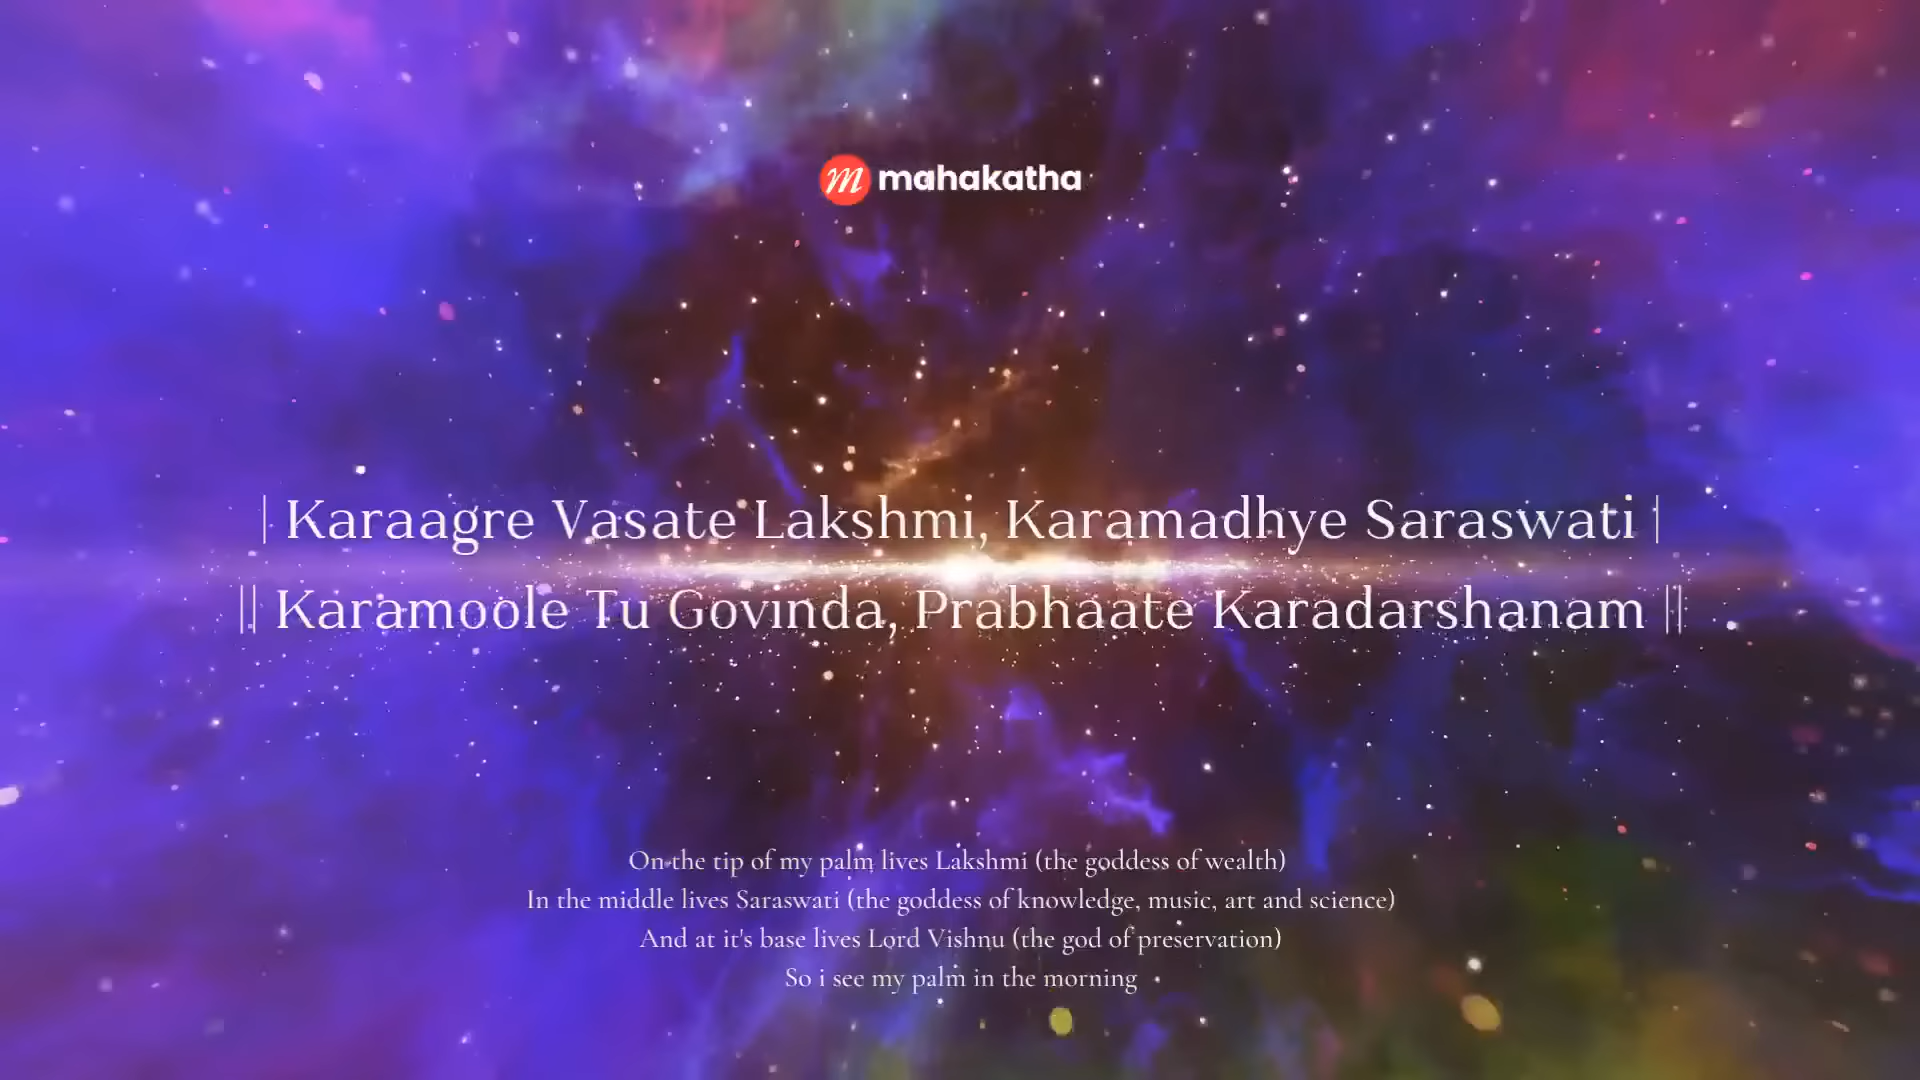 mahakatha
| Karaagre Vasate Lakshmi, Karamadhye Saraswati |
|| Karamoole Tu Govinda, Prabhaate Karadarshanam ||
On the tip of my palm lives Lakshmi (the goddess of wealth)
In the middle lives Saraswati (the goddess of knowledge, music, art and science)
And at it's base lives Lord Vishnu (the god of preservation)
So i see my palm in the morning